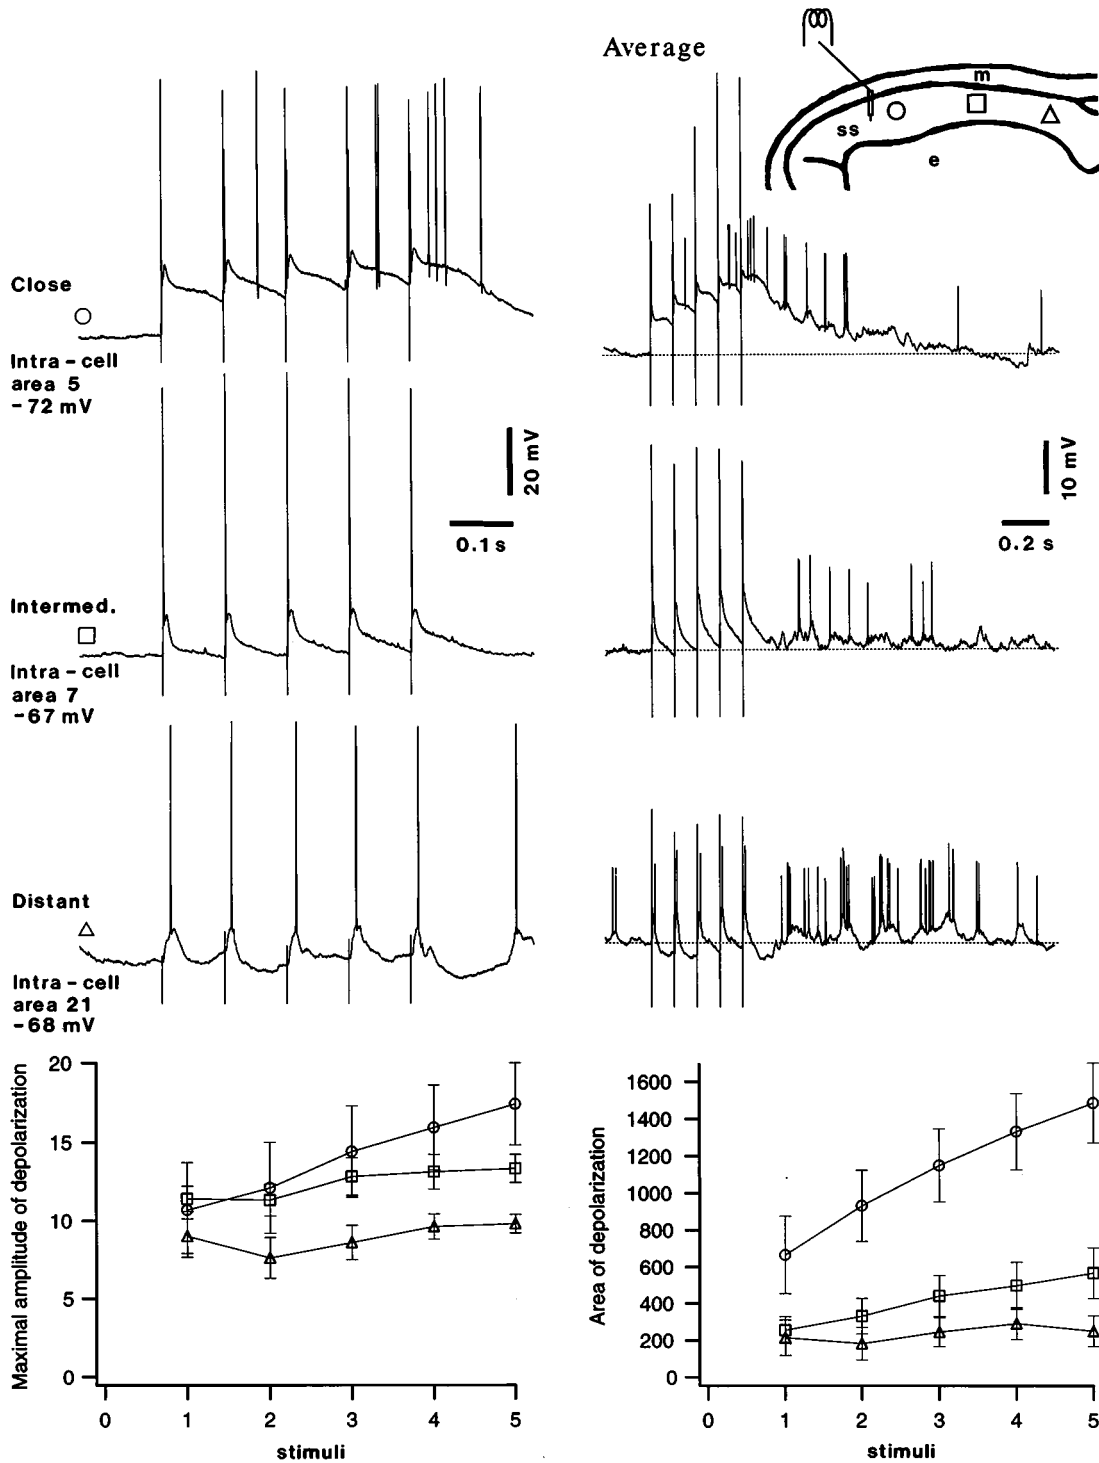 Average
m
ss
e
Close
Intra-cell
area 5
-72 mV
20 mV
0.1 s
10 mV
0.2 s
Intermed.
Intra-cell
area 7
-67 mV
Distant
Intra-cell
area 21
-68 mV
Maximal amplitude of depolarization
20
15
10
5
0
0 1 2 3 4 5
stimuli
Area of depolarization
1600
1400
1200
1000
800
600
400
200
0
0 1 2 3 4 5
stimuli